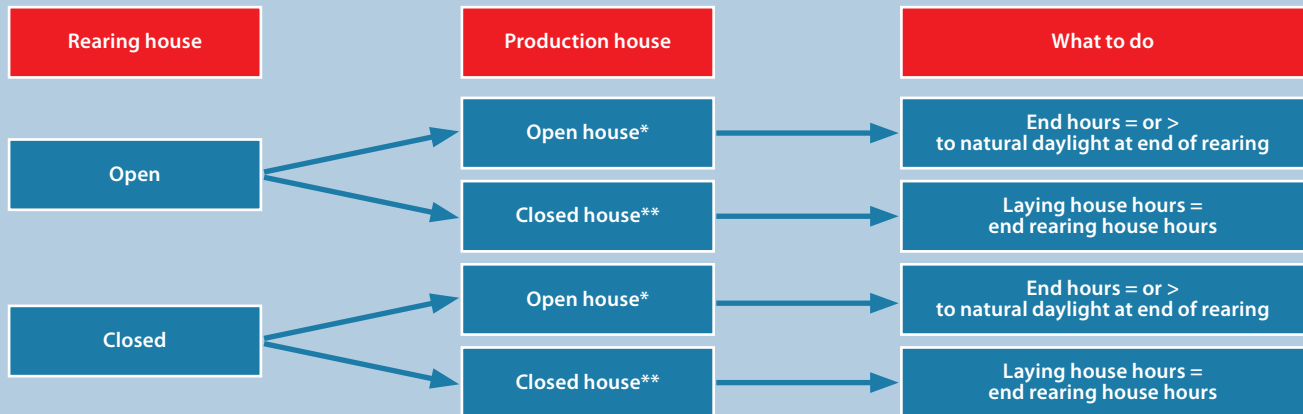 Rearing house
Production house
What to do
Open
Open house*
End hours = or >
to natural daylight at end of rearing
Closed house**
Laying house hours =
end rearing house hours
Closed
Open house*
End hours = or >
to natural daylight at end of rearing
Closed house**
Laying house hours =
end rearing house hours